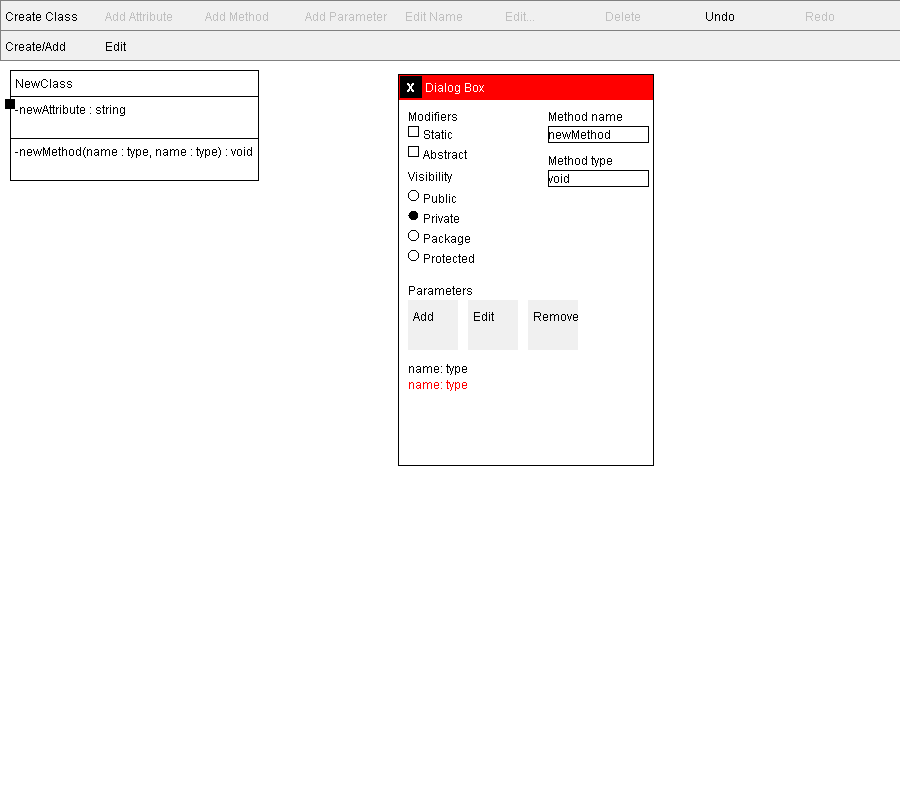 Create Class Add Attribute Add Method Add Parameter Edit Name Edit... Delete Undo Redo
Create/Add Edit
NewClass
-newAttribute : string
-newMethod(name : type, name : type) : void
X Dialog Box
Modifiers
Static
Abstract
Visibility
Public
Private
Package
Protected
Method name
newMethod
Method type
void
Parameters
Add Edit Remove
name: type
name: type